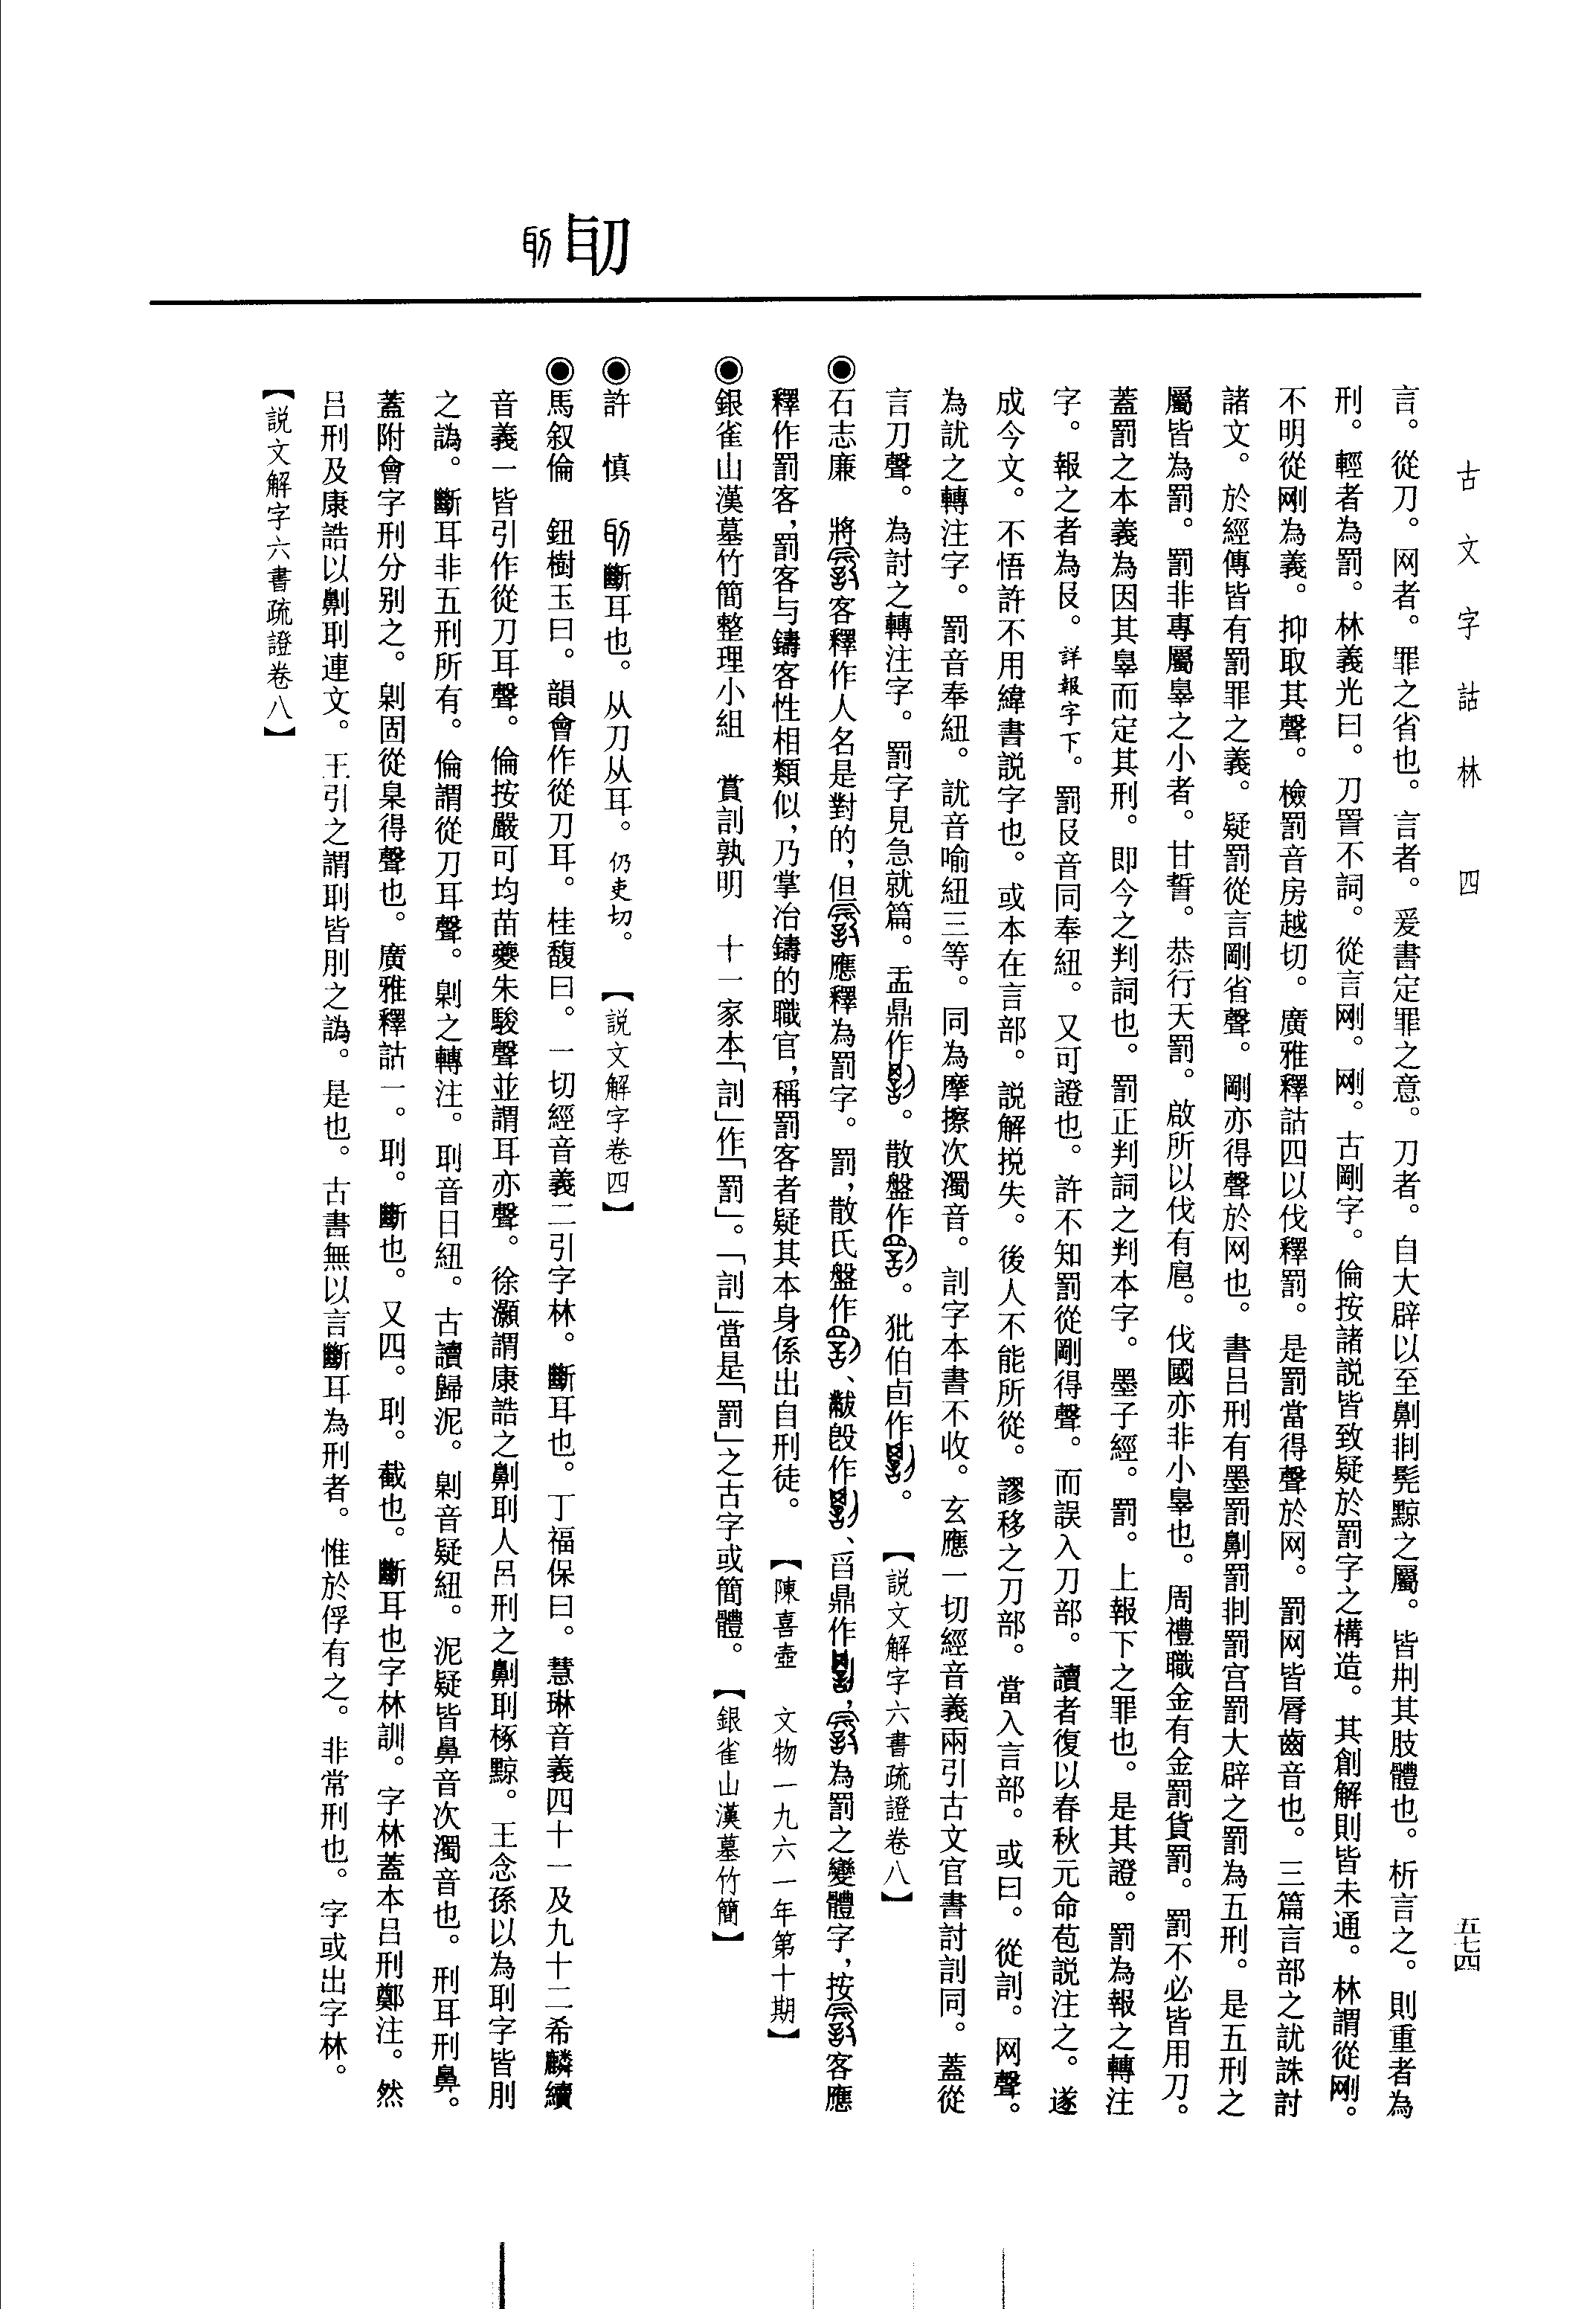 古文字詁林 四
五七四
言。從刀。网者。罪之省也。言者。爰書定罪之意。刀者。自大辟以至劓刵髡黥之屬。皆刑其肢體也。析言之。則重者為
刑。輕者為罰。林義光曰。刀詈不詞。從言刚。刚。古剛字。倫按諸說皆致疑於罰字之構造。其創解則皆未通。林謂從刚。
不明從刚為義。抑取其聲。檢罰音房越切。廣雅釋詁四以伐釋罰。是罰當得聲於网。罰网皆脣齒音也。三篇言部之訧誅討
諸文。於經傳皆有罰罪之義。疑罰從言剛省聲。剛亦得聲於网也。書呂刑有墨罰劓罰剕罰宮罰大辟之罰為五刑。是五刑之
屬皆為罰。罰非專屬辠之小者。甘誓。恭行天罰。啟所以伐有扈。伐國亦非小辠也。周禮職金有金罰貨罰。罰不必皆用刀。
蓋罰之本義為因其辠而定其刑。即今之判詞也。罰正判詞之判本字。墨子經。罰。上報下之罪也。是其證。罰為報之轉注
字。報之者為𠬝。詳報字下。罰𠬝音同奉紐。又可證也。許不知罰從剛得聲。而誤入刀部。讀者復以春秋元命苞說注之。遂
成今文。不悟許不用緯書說字也。或本在言部。說解挩失。後人不能所從。謬移之刀部。當入言部。或曰。從訠。网聲。
為訧之轉注字。罰音奉紐。訧音喻紐三等。同為摩擦次濁音。訠字本書不收。玄應一切經音義兩引古文官書討訠同。蓋從
言刀聲。為討之轉注字。罰字見急就篇。盂鼎作。散盤作。㹗伯卣作。【說文解字六書疏證卷八】
◉石志廉 將客釋作人名是對的，但應釋為罰字。罰，散氏盤作、黻𣪘作、舀鼎作，為罰之變體字，按客應
釋作罰客，罰客与鑄客性相類似，乃掌冶鑄的職官，稱罰客者疑其本身係出自刑徒。【陳喜壺 文物一九六一年第十期】
◉銀雀山漢墓竹簡整理小組 賞訠孰明 十一家本「訠」作「罰」。「訠」當是「罰」之古字或簡體。【銀雀山漢墓竹簡】
刵
◉許 慎 刵斷耳也。从刀从耳。仍吏切。【說文解字卷四】
◉馬叙倫 鈕樹玉曰。韻會作從刀耳。桂馥曰。一切經音義二引字林。斷耳也。丁福保曰。慧琳音義四十一及九十二希麟續
音義一皆引作從刀耳聲。倫按嚴可均苗夔朱駿聲並謂耳亦聲。徐灝謂康誥之劓刵人呂刑之劓刵椓黥。王念孫以為刵字皆刖
之譌。斷耳非五刑所有。倫謂從刀耳聲。劓之轉注。刵音日紐。古讀歸泥。劓音疑紐。泥疑皆鼻音次濁音也。刑耳刑鼻。
蓋附會字刑分別之。劓固從臬得聲也。廣雅釋詁一。刵。斷也。又四。刵。截也。斷耳也字林訓。字林蓋本呂刑鄭注。然
呂刑及康誥以劓刵連文。王引之謂刵皆刖之譌。是也。古書無以言斷耳為刑者。惟於俘有之。非常刑也。字或出字林。
【說文解字六書疏證卷八】